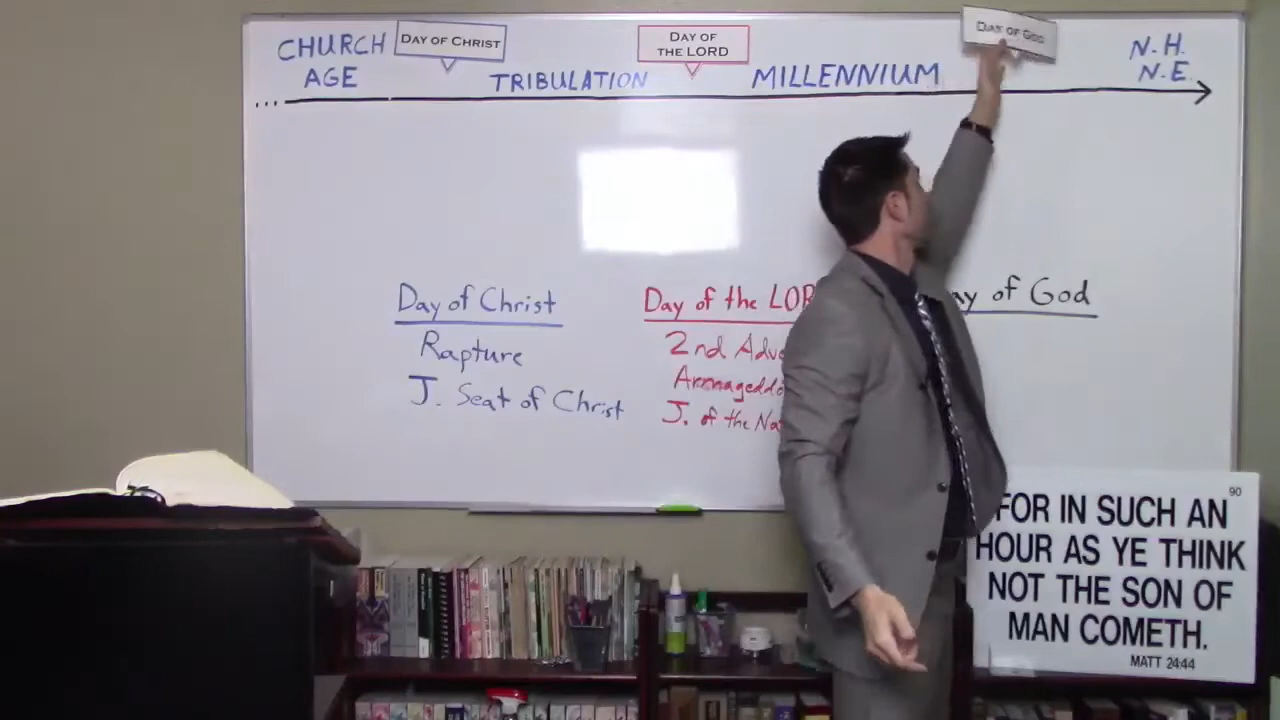 CHURCH
AGE
DAY OF CHRIST
TRIBULATION
DAY OF
THE LORD
MILLENNIUM
DAY OF GOD
N.H.
N.E.
...
Day of Christ
Rapture
J. Seat of Christ
Day of the LOR
2nd Adve
Armageddo
J. of the Na
ay of God
90
FOR IN SUCH AN
HOUR AS YE THINK
NOT THE SON OF
MAN COMETH.
MATT 24:44